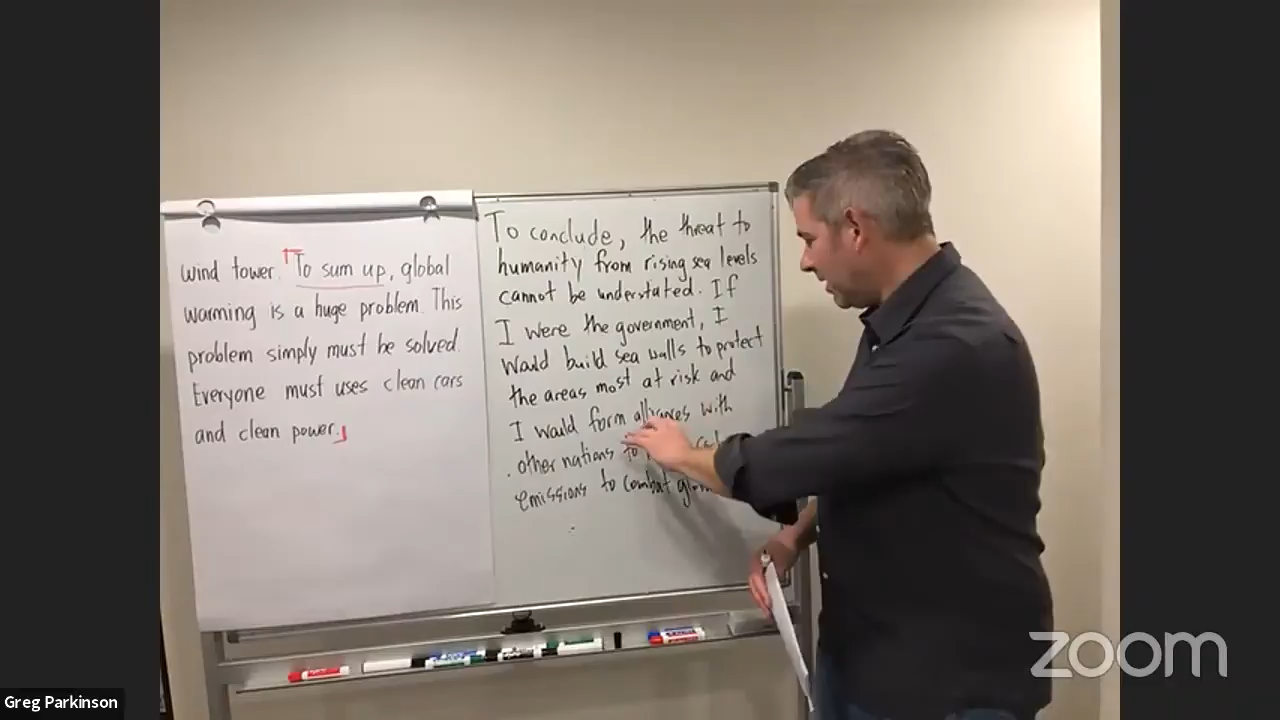 wind tower. To sum up, global
warming is a huge problem. This
problem simply must be solved.
Everyone must uses clean cars
and clean power.
To conclude, the threat to
humanity from rising sea levels
cannot be understated. If
I were the government, I
would build sea walls to protect
the areas most at risk and
I would form alliances with
other nations to
emissions to combat
zoom
Greg Parkinson